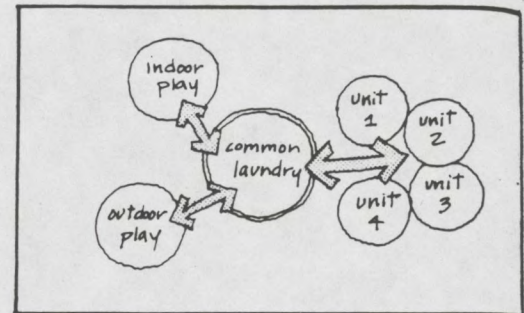 indoor
play
common
laundry
outdoor
play
unit
1
unit
2
unit
3
unit
4